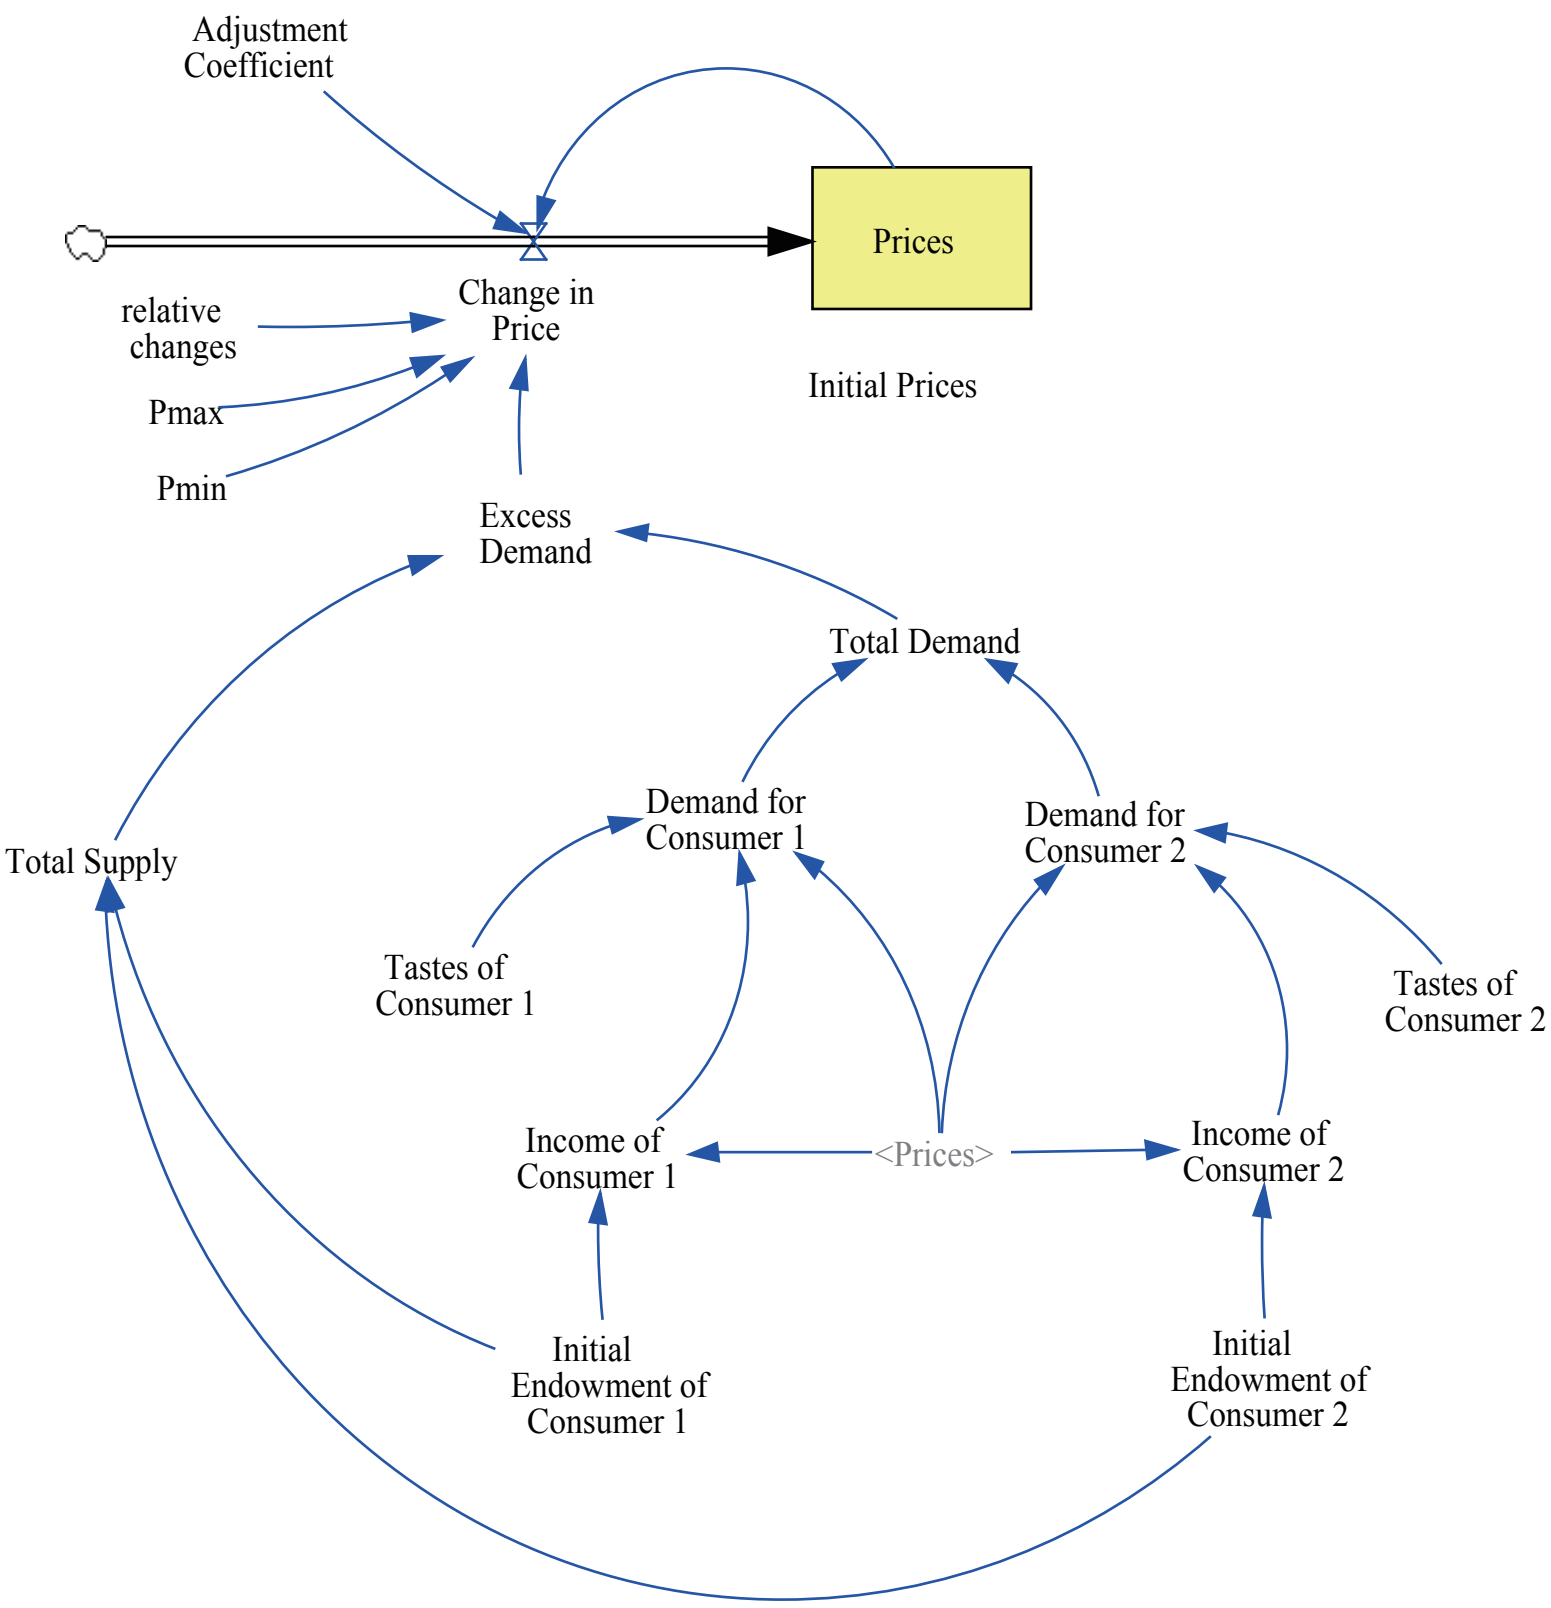 Adjustment
Coefficient
Prices
Change in
Price
relative
changes
Initial Prices
Pmax
Pmin
Excess
Demand
Total Demand
Demand for
Consumer 1
Demand for
Consumer 2
Total Supply
Tastes of
Consumer 1
Tastes of
Consumer 2
Income of
Consumer 1
<Prices>
Income of
Consumer 2
Initial
Endowment of
Consumer 1
Initial
Endowment of
Consumer 2